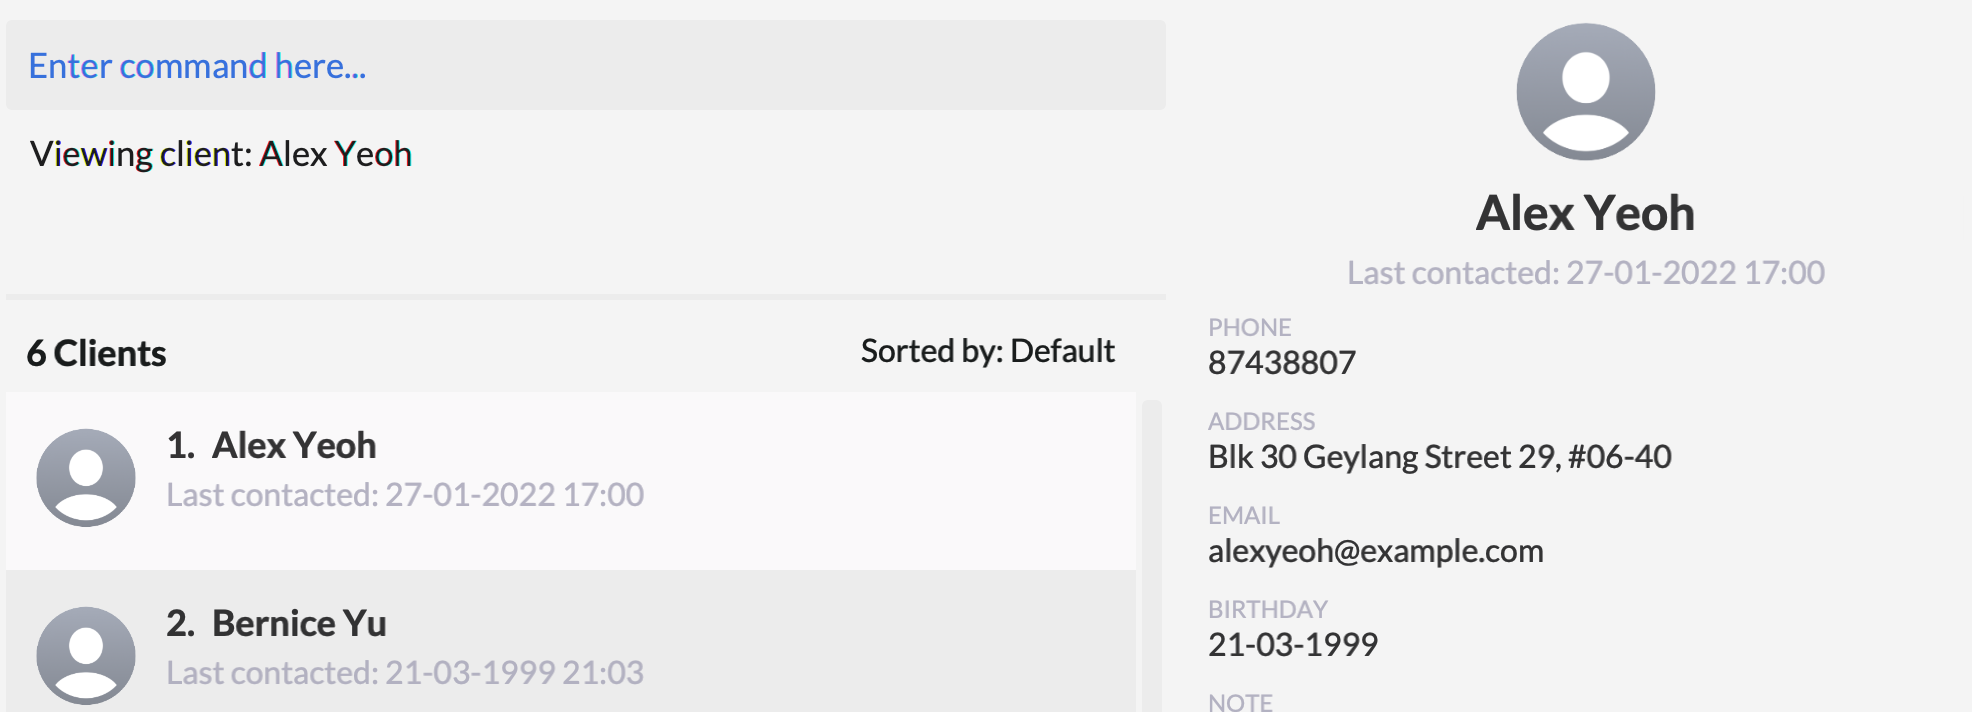 Enter command here...
Viewing client: Alex Yeoh
6 Clients
Sorted by: Default
1. Alex Yeoh
Last contacted: 27-01-2022 17:00
2. Bernice Yu
Last contacted: 21-03-1999 21:03
Alex Yeoh
Last contacted: 27-01-2022 17:00
PHONE
87438807
ADDRESS
Blk 30 Geylang Street 29, #06-40
EMAIL
alexyeoh@example.com
BIRTHDAY
21-03-1999
NOTE